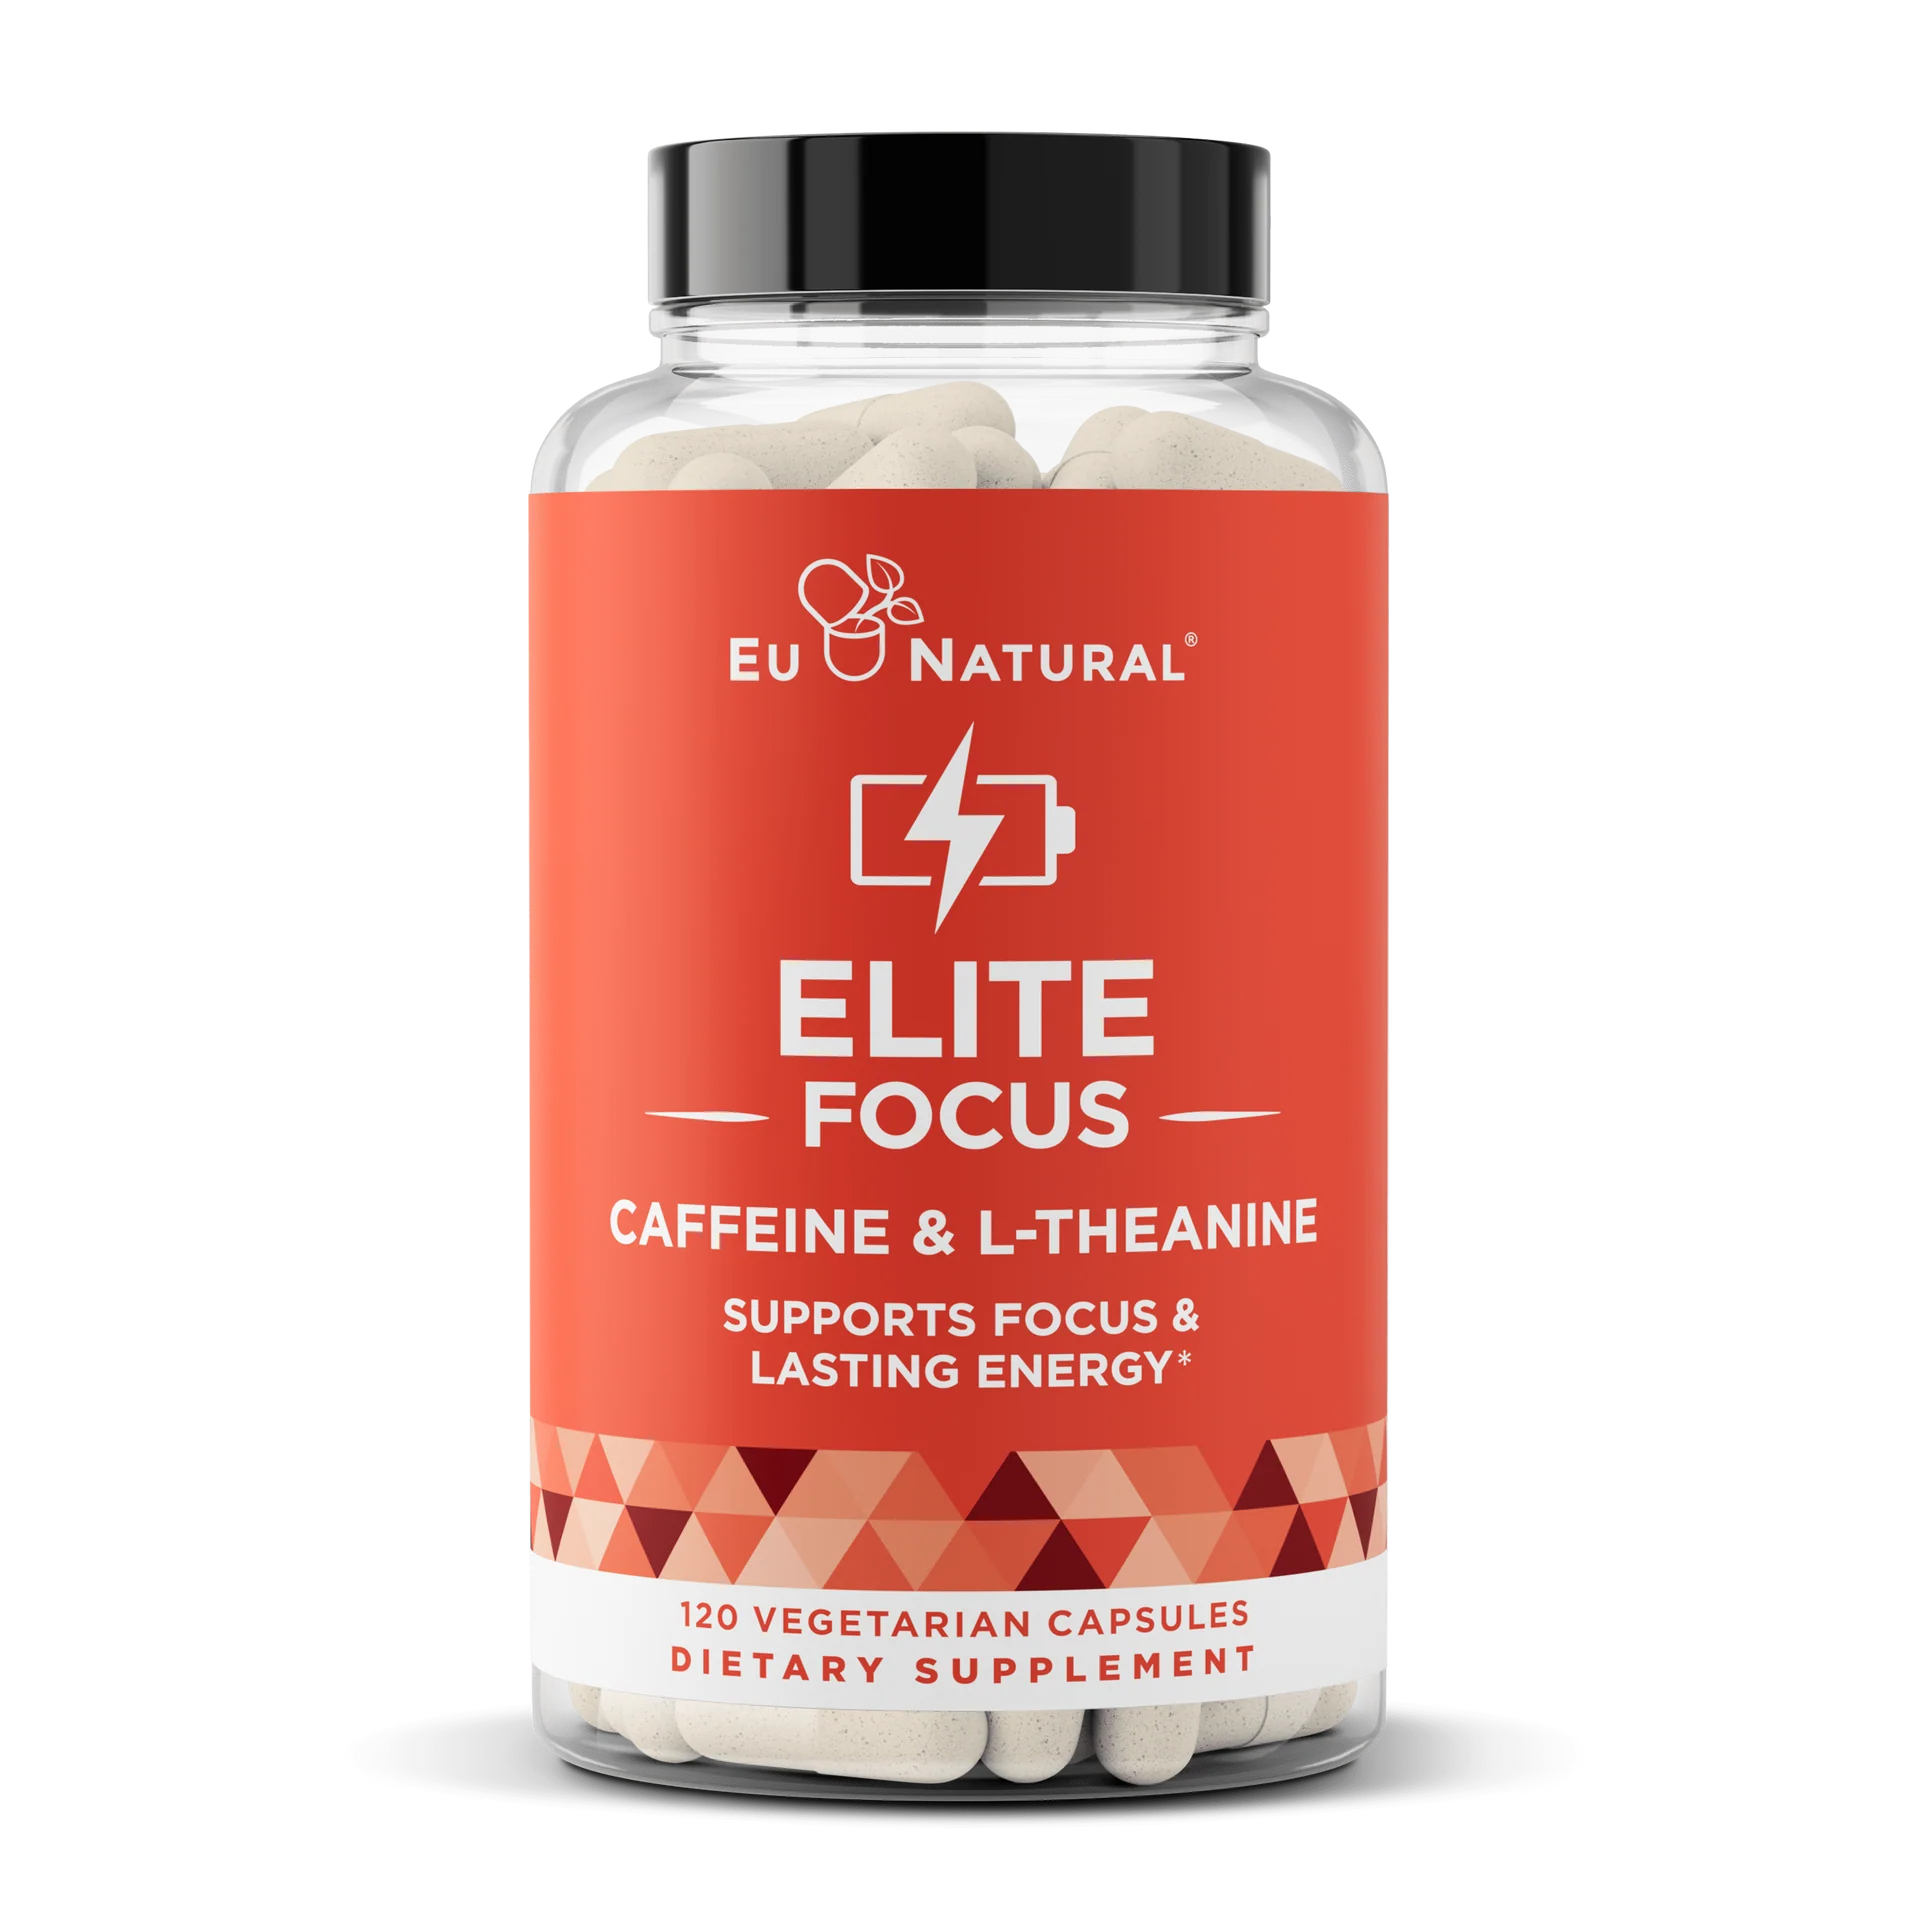 EU NATURAL®
ELITE
FOCUS
CAFFEINE & L-THEANINE
SUPPORTS FOCUS &
LASTING ENERGY*
120 VEGETARIAN CAPSULES
DIETARY SUPPLEMENT